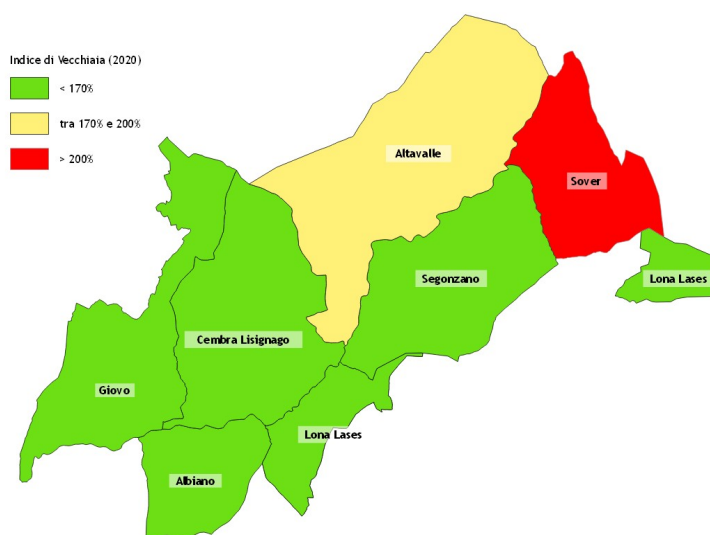 Indice di Vecchiaia (2020)
< 170%
tra 170% e 200%
> 200%
Altavalle
Sover
Segonzano
Lona Lases
Cembra Lisignago
Giovo
Lona Lases
Albiano